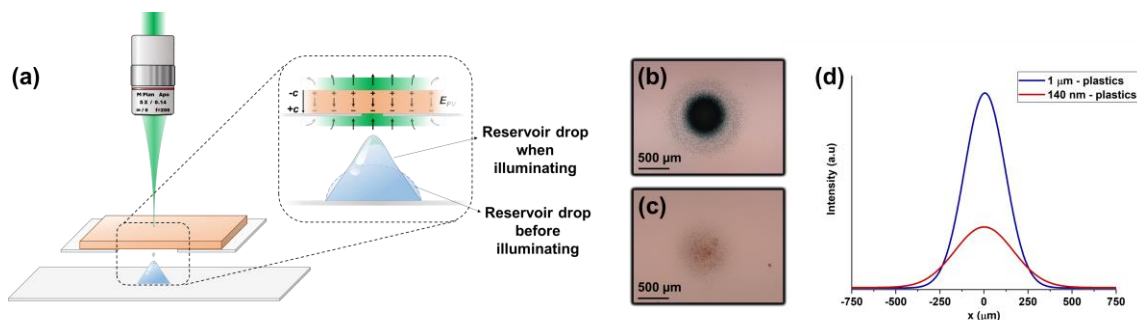 (a)
M Plan Apo
5X / 0.14
∞ / 0 f=200
-c
+c
+ + + + +
− − − − −
E_PV
Reservoir drop
when
illuminating
Reservoir drop
before
illuminating
(b)
500 µm
(c)
500 µm
(d)
1 µm - plastics
140 nm - plastics
Intensity (a.u)
-750 -500 -250 0 250 500 750
x (µm)